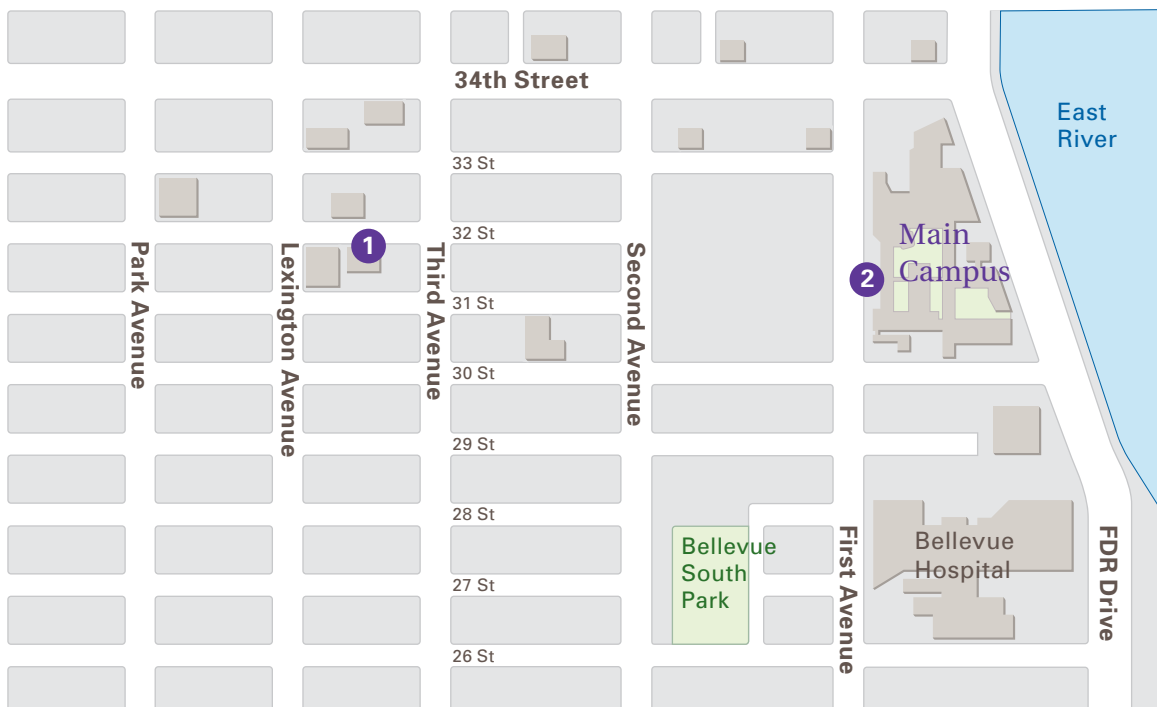 34th Street
East
River
33 St
32 St
1
Main
Campus
2
Park Avenue
Lexington Avenue
Third Avenue
Second Avenue
31 St
30 St
29 St
28 St
Bellevue
South
Park
First Avenue
Bellevue
Hospital
FDR Drive
27 St
26 St